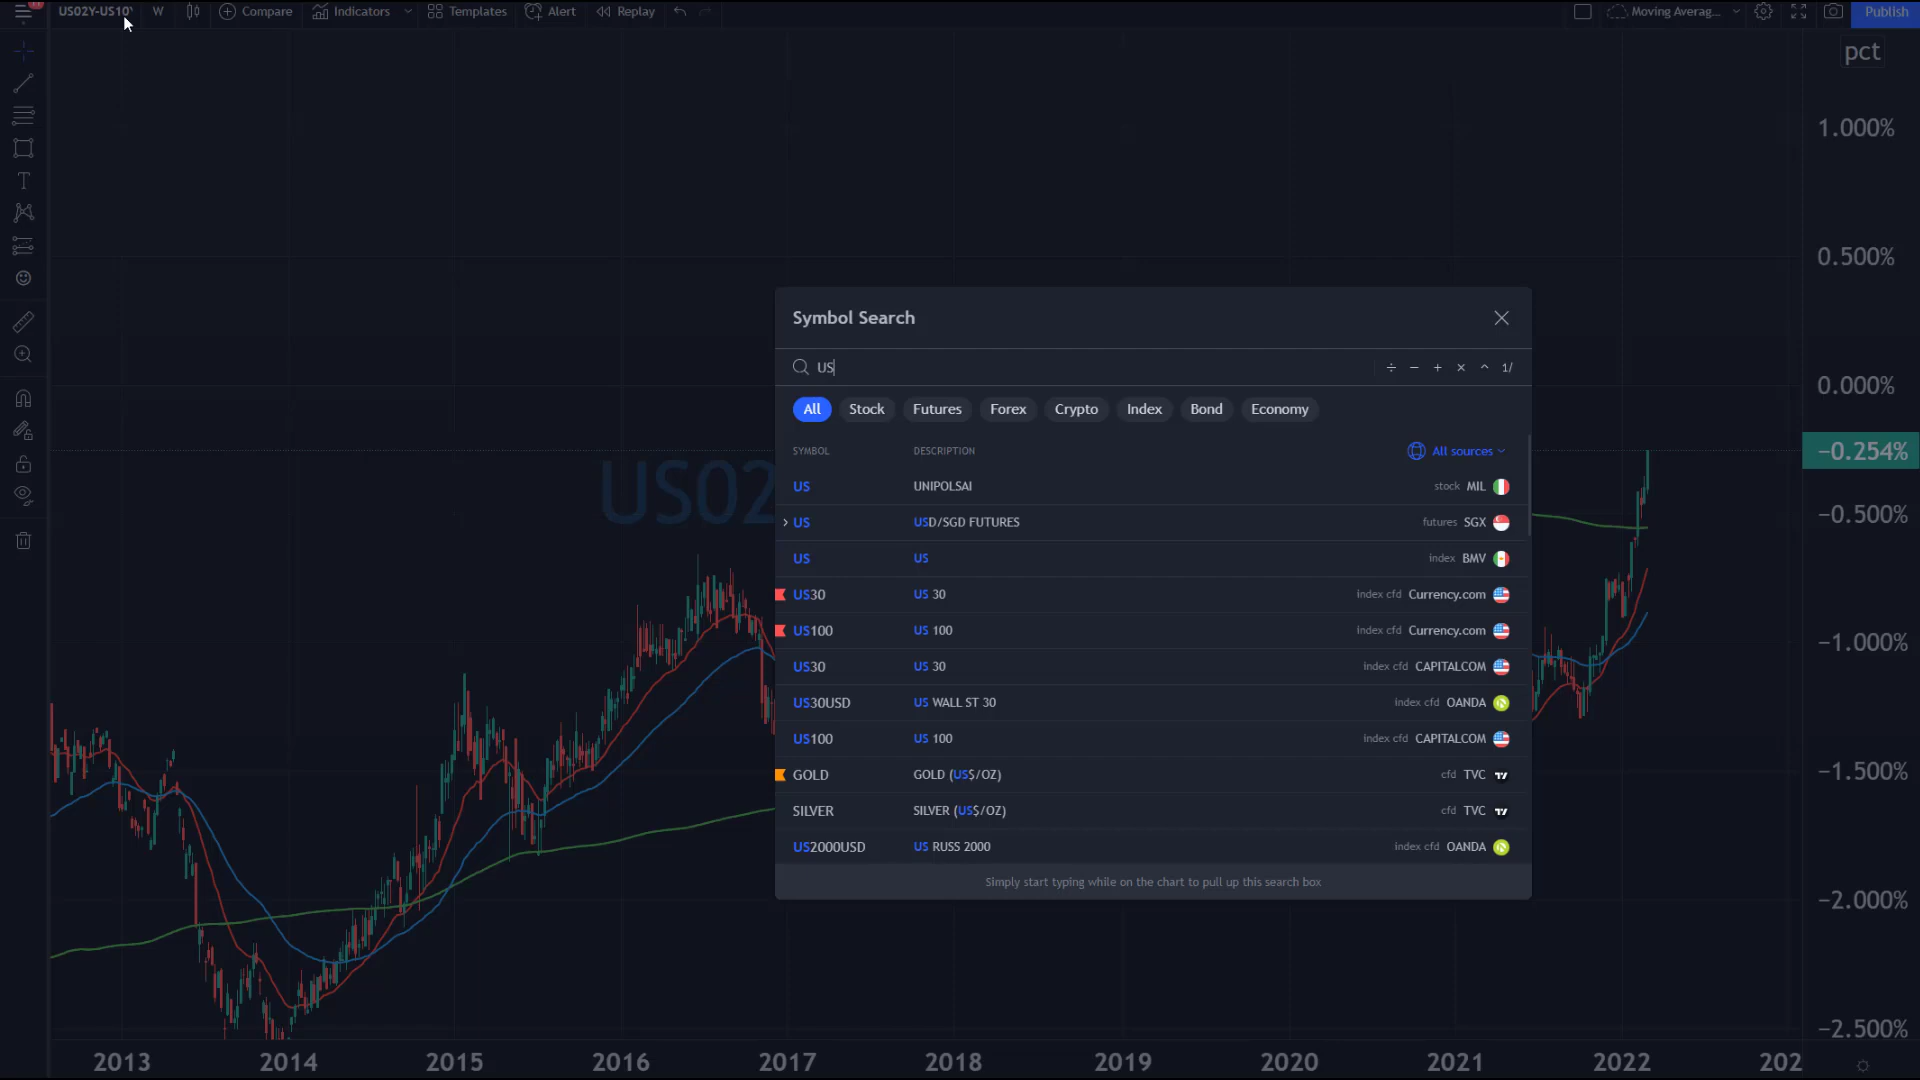 US02Y-US10Y W Compare Indicators Templates Alert Replay Moving Averag... Publish
pct
1.000%
0.500%
0.000%
-0.254%
-0.500%
-1.000%
-1.500%
-2.000%
-2.500%
US02
Symbol Search
US ÷ − + × ^ 1/
All Stock Futures Forex Crypto Index Bond Economy
SYMBOL DESCRIPTION All sources
US UNIPOLSAI stock MIL
US USD/SGD FUTURES futures SGX
US US index BMV
US30 US 30 index cfd Currency.com
US100 US 100 index cfd Currency.com
US30 US 30 index cfd CAPITALCOM
US30USD US WALL ST 30 index cfd OANDA
US100 US 100 index cfd CAPITALCOM
GOLD GOLD (US$/OZ) cfd TVC
SILVER SILVER (US$/OZ) cfd TVC
US2000USD US RUSS 2000 index cfd OANDA
Simply start typing while on the chart to pull up this search box
2013 2014 2015 2016 2017 2018 2019 2020 2021 2022 202